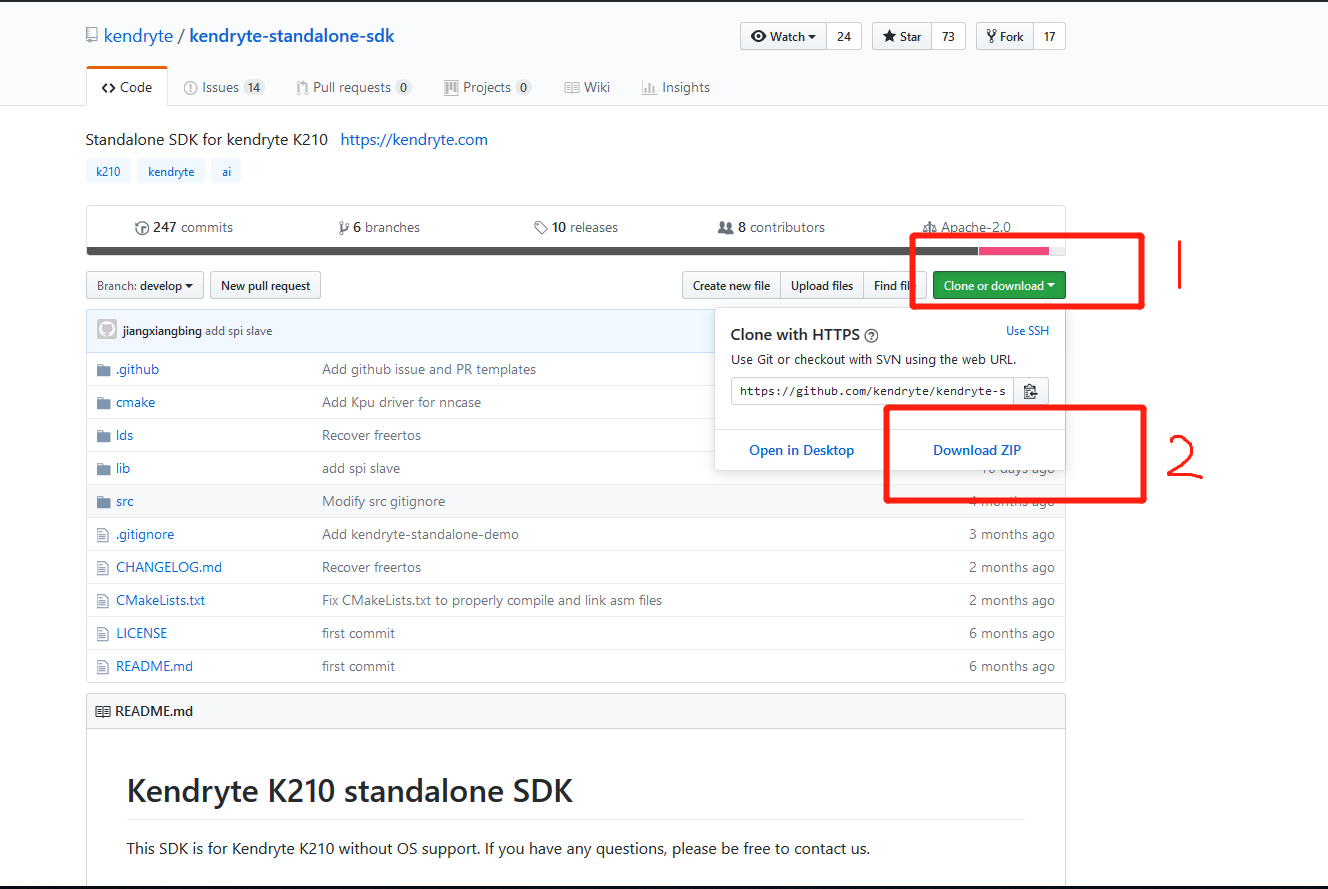 kendryte / kendryte-standalone-sdk
Watch 24 Star 73 Fork 17
Code Issues 14 Pull requests 0 Projects 0 Wiki Insights
Standalone SDK for kendryte K210 https://kendryte.com
k210 kendryte ai
247 commits 6 branches 10 releases 8 contributors Apache-2.0
1
Branch: develop New pull request Create new file Upload files Find file Clone or download
jiangxiangbing add spi slave
Clone with HTTPS Use SSH
Use Git or checkout with SVN using the web URL.
https://github.com/kendryte/kendryte-s
Open in Desktop Download ZIP
2
.github Add github issue and PR templates
cmake Add Kpu driver for nncase
lds Recover freertos
lib add spi slave days ago
src Modify src gitignore 4 months ago
.gitignore Add kendryte-standalone-demo 3 months ago
CHANGELOG.md Recover freertos 2 months ago
CMakeLists.txt Fix CMakeLists.txt to properly compile and link asm files 2 months ago
LICENSE first commit 6 months ago
README.md first commit 6 months ago
README.md
Kendryte K210 standalone SDK
This SDK is for Kendryte K210 without OS support. If you have any questions, please be free to contact us.